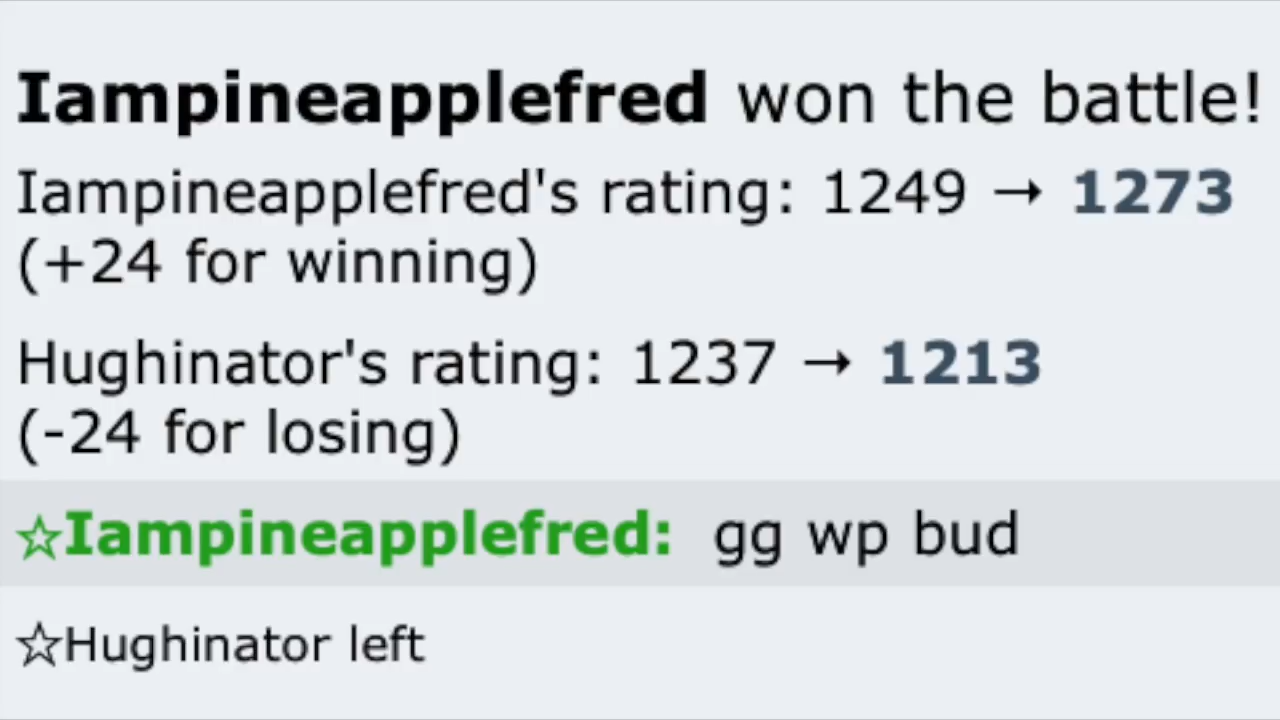 Iampineapplefred won the battle!
Iampineapplefred's rating: 1249 → 1273
(+24 for winning)
Hughinator's rating: 1237 → 1213
(-24 for losing)
☆Iampineapplefred: gg wp bud
☆Hughinator left